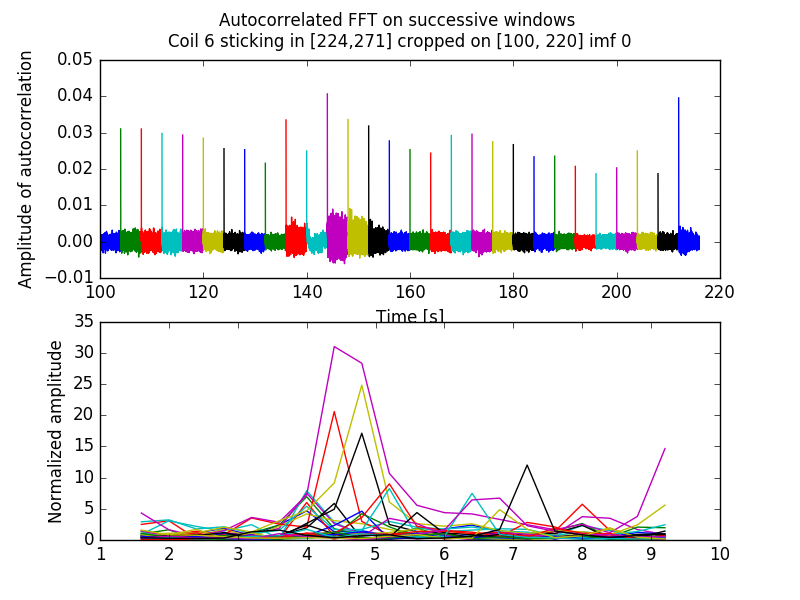 Autocorrelated FFT on successive windows
Coil 6 sticking in [224,271] cropped on [100, 220] imf 0
Amplitude of autocorrelation
0.05
0.04
0.03
0.02
0.01
0.00
−0.01
100 120 140 160 180 200 220
Time [s]
Normalized amplitude
35
30
25
20
15
10
5
0
1 2 3 4 5 6 7 8 9 10
Frequency [Hz]